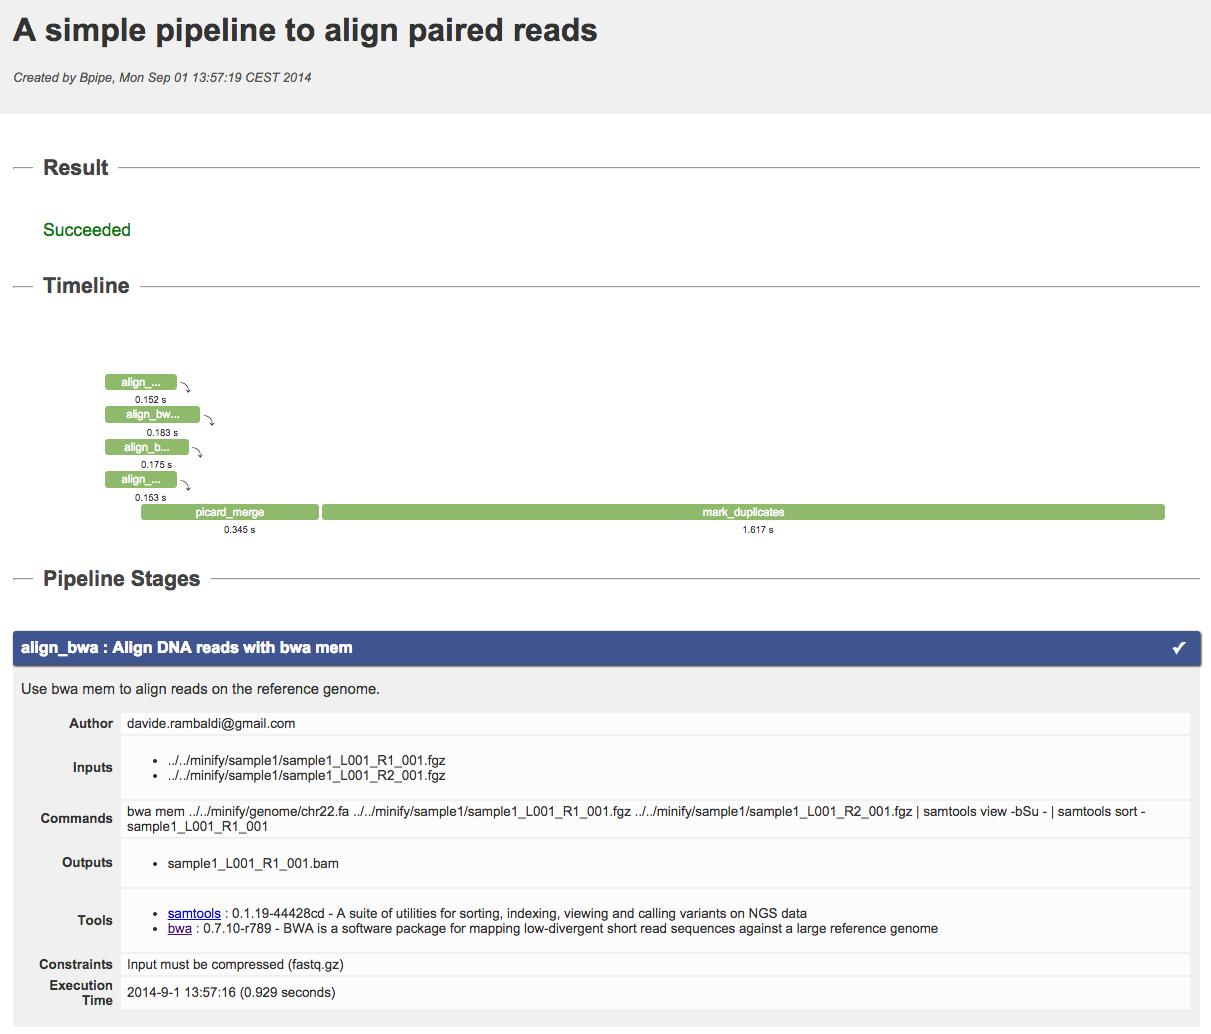 A simple pipeline to align paired reads
Created by Bpipe, Mon Sep 01 13:57:19 CEST 2014
Result
Succeeded
Timeline
align_...
0.152 s
align_bw...
0.183 s
align_b...
0.175 s
align_...
0.153 s
picard_merge
mark_duplicates
0.345 s
1.617 s
Pipeline Stages
align_bwa : Align DNA reads with bwa mem ✓
Use bwa mem to align reads on the reference genome.
Author davide.rambaldi@gmail.com
Inputs
• ../../minify/sample1/sample1_L001_R1_001.fgz
• ../../minify/sample1/sample1_L001_R2_001.fgz
Commands
bwa mem ../../minify/genome/chr22.fa ../../minify/sample1/sample1_L001_R1_001.fgz ../../minify/sample1/sample1_L001_R2_001.fgz | samtools view -bSu - | samtools sort -
sample1_L001_R1_001
Outputs
• sample1_L001_R1_001.bam
Tools
• samtools : 0.1.19-44428cd - A suite of utilities for sorting, indexing, viewing and calling variants on NGS data
• bwa : 0.7.10-r789 - BWA is a software package for mapping low-divergent short read sequences against a large reference genome
Constraints Input must be compressed (fastq.gz)
Execution
Time
2014-9-1 13:57:16 (0.929 seconds)